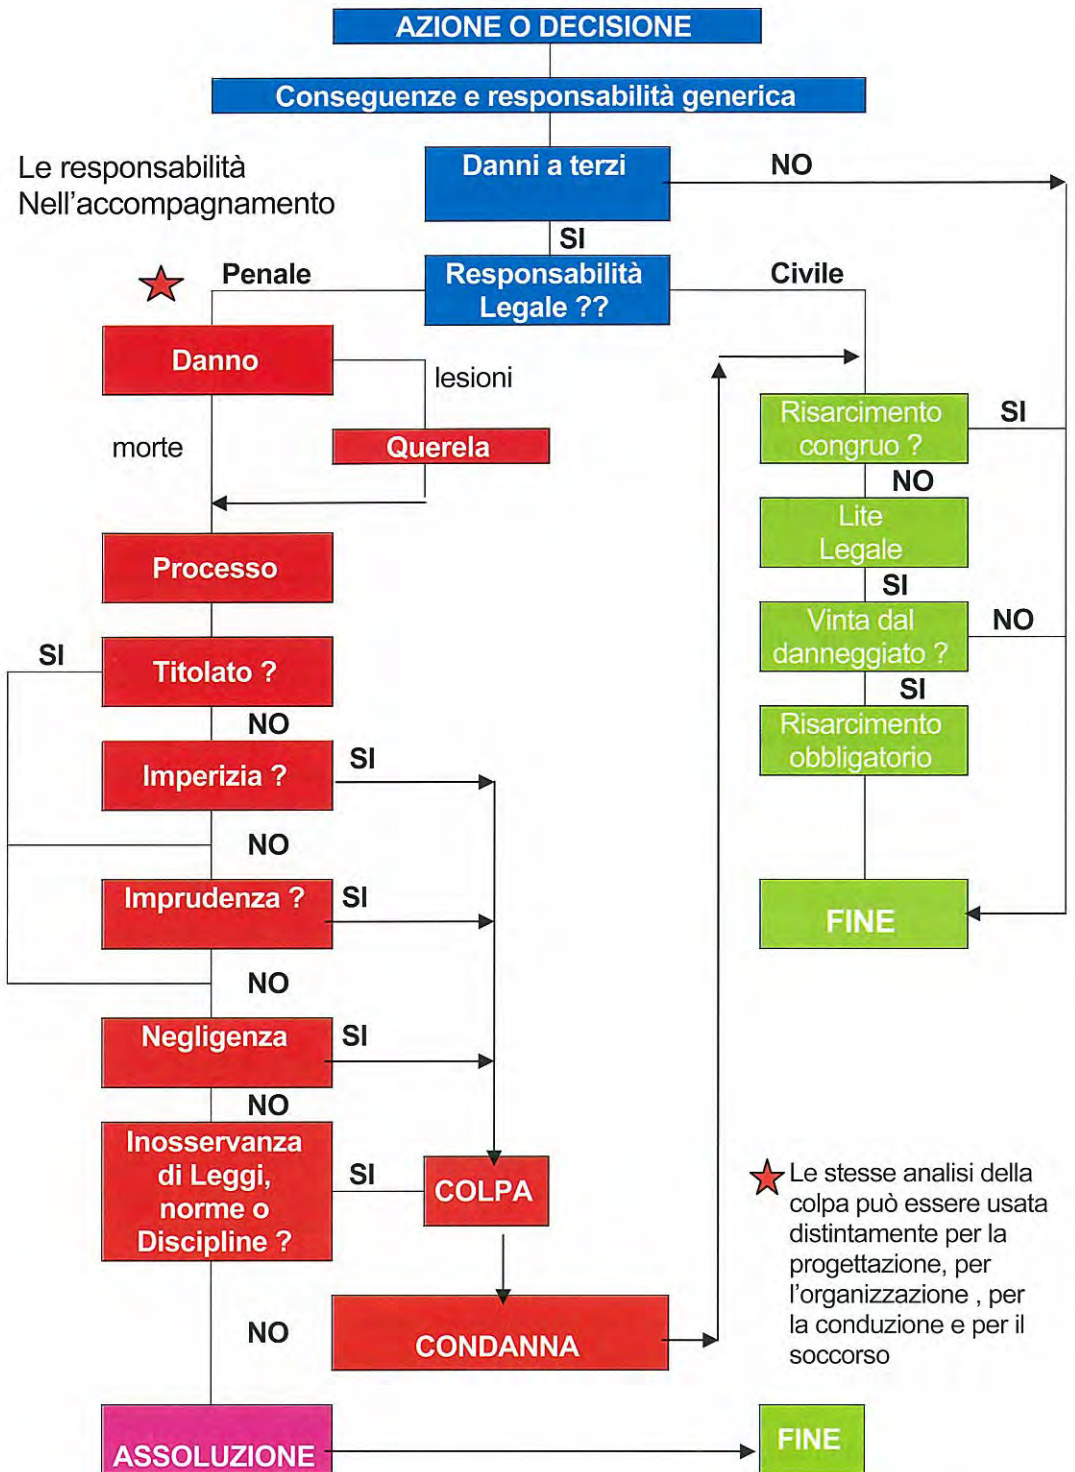 AZIONE O DECISIONE
Conseguenze e responsabilità generica
Le responsabilità
Nell'accompagnamento
Danni a terzi
NO
SI
Penale
Responsabilità
Legale ??
Civile
Danno
lesioni
morte
Querela
Risarcimento
congruo ?
SI
NO
Lite
Legale
SI
Vinta dal
danneggiato ?
NO
SI
Risarcimento
obbligatorio
FINE
Processo
SI
Titolato ?
NO
Imperizia ?
SI
NO
Imprudenza ?
SI
NO
Negligenza
SI
NO
Inosservanza
di Leggi,
norme o
Discipline ?
SI
COLPA
NO
CONDANNA
Le stesse analisi della
colpa può essere usata
distintamente per la
progettazione, per
l'organizzazione , per
la conduzione e per il
soccorso
ASSOLUZIONE
FINE